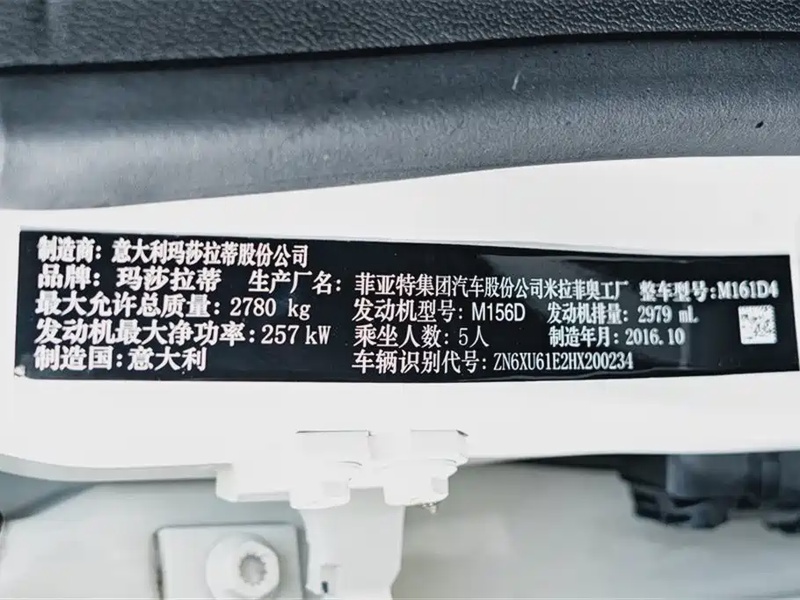 制造商：意大利玛莎拉蒂股份公司
品牌：玛莎拉蒂 生产厂名：菲亚特集团汽车股份公司米拉菲奥工厂 整车型号：M161D4
最大允许总质量：2780 kg 发动机型号：M156D 发动机排量：2979 mL
发动机最大净功率：257 kW 乘坐人数：5人 制造年月：2016.10
制造国：意大利 车辆识别代号：ZN6XU61E2HX200234